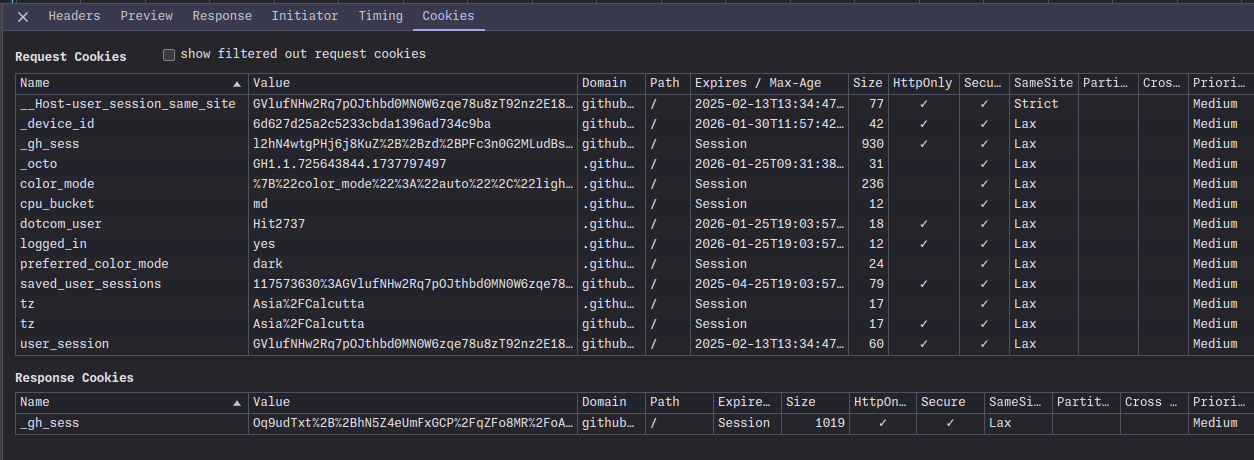 Headers Preview Response Initiator Timing Cookies
Request Cookies show filtered out request cookies
Name Value Domain Path Expires / Max-Age Size HttpOnly Secu… SameSite Parti… Cros… Priori…
__Host-user_session_same_site GVlufNHw2Rq7pOJthbd0MN0W6zqe78u8zT92nz2E18… github… / 2025-02-13T13:34:47… 77 ✓ ✓ Strict Medium
_device_id 6d627d25a2c5233cbda1396ad734c9ba github… / 2026-01-30T11:57:42… 42 ✓ ✓ Lax Medium
_gh_sess l2hN4wtgPHj6j8KuZ%2B%2Bzd%2BPFc3n0G2MLudBs… github… / Session 930 ✓ ✓ Lax Medium
_octo GH1.1.725643844.1737797497 .githu… / 2026-01-25T09:31:38… 31 ✓ Lax Medium
color_mode %7B%22color_mode%22%3A%22auto%22%2C%22ligh… .githu… / Session 236 ✓ Lax Medium
cpu_bucket md .githu… / Session 12 ✓ Lax Medium
dotcom_user Hit2737 .githu… / 2026-01-25T19:03:57… 18 ✓ ✓ Lax Medium
logged_in yes .githu… / 2026-01-25T19:03:57… 12 ✓ ✓ Lax Medium
preferred_color_mode dark .githu… / Session 24 ✓ Lax Medium
saved_user_sessions 117573630%3AGVlufNHw2Rq7pOJthbd0MN0W6zqe78… github… / 2025-04-25T19:03:57… 79 ✓ ✓ Lax Medium
tz Asia%2FCalcutta .githu… / Session 17 ✓ Lax Medium
tz Asia%2FCalcutta github… / Session 17 ✓ ✓ Lax Medium
user_session GVlufNHw2Rq7pOJthbd0MN0W6zqe78u8zT92nz2E18… github… / 2025-02-13T13:34:47… 60 ✓ ✓ Lax Medium
Response Cookies
Name Value Domain Path Expire… Size HttpOn… Secure SameSi… Partit… Cross … Priori…
_gh_sess Oq9udTxt%2B%2BhN5Z4eUmFxGCP%2FqZFo8MR%2FoA… github… / Session 1019 ✓ ✓ Lax Medium